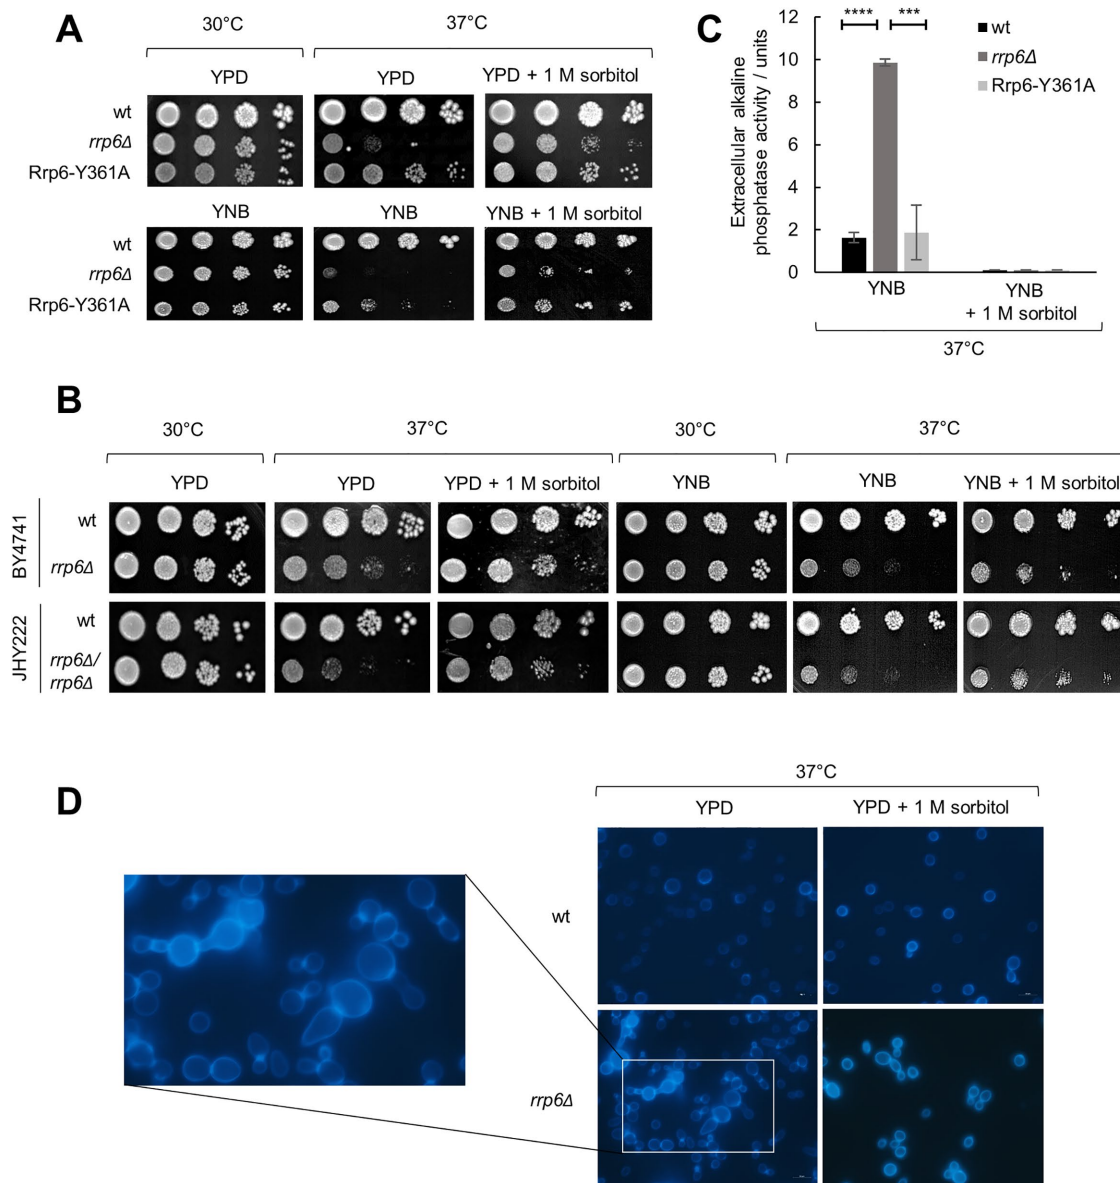 A
30°C
37°C
YPD
YPD
YPD + 1 M sorbitol
wt
rrp6Δ
Rrp6-Y361A
YNB
YNB
YNB + 1 M sorbitol
wt
rrp6Δ
Rrp6-Y361A
C
Extracellular alkaline
phosphatase activity / units
12
10
8
6
4
2
0
****
***
wt
rrp6Δ
Rrp6-Y361A
YNB
YNB
+ 1 M sorbitol
37°C
B
30°C
37°C
30°C
37°C
YPD
YPD
YPD + 1 M sorbitol
YNB
YNB
YNB + 1 M sorbitol
BY4741
wt
rrp6Δ
JHY222
wt
rrp6Δ/
rrp6Δ
D
37°C
YPD
YPD + 1 M sorbitol
wt
rrp6Δ